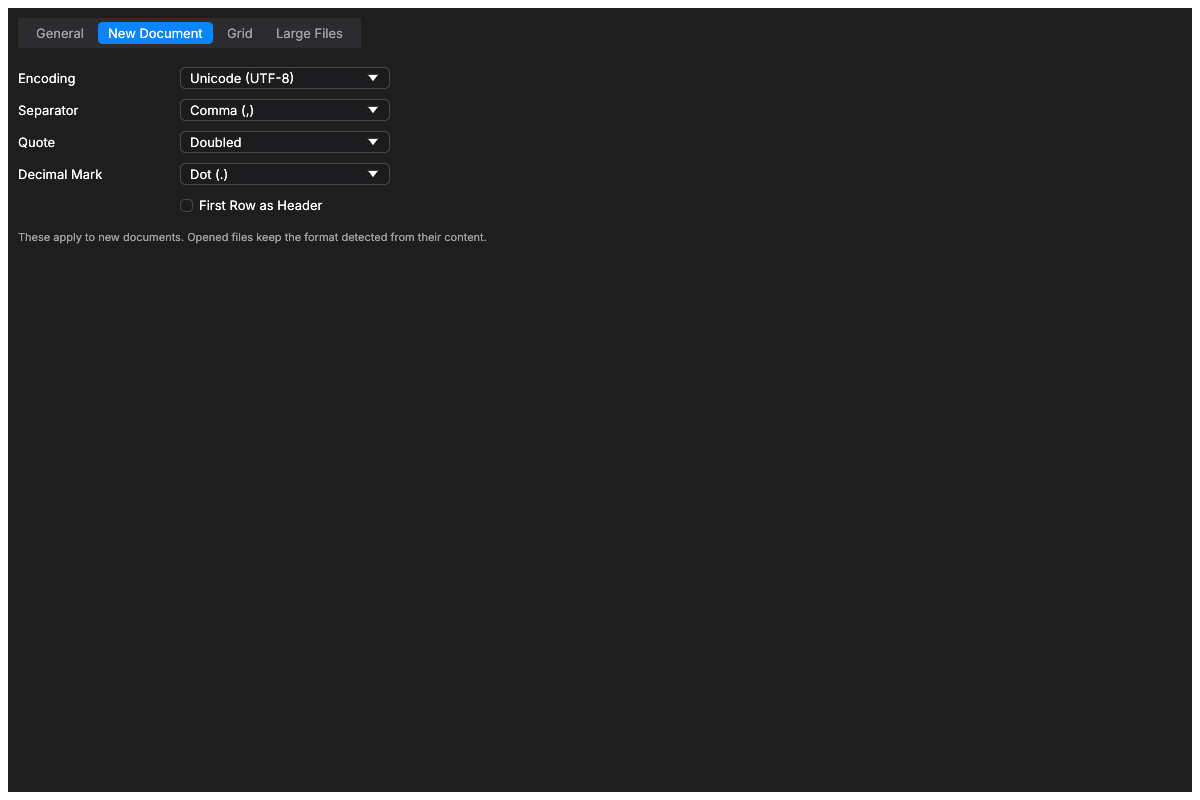 General New Document Grid Large Files
Encoding Unicode (UTF-8)
Separator Comma (,)
Quote Doubled
Decimal Mark Dot (.)
First Row as Header
These apply to new documents. Opened files keep the format detected from their content.